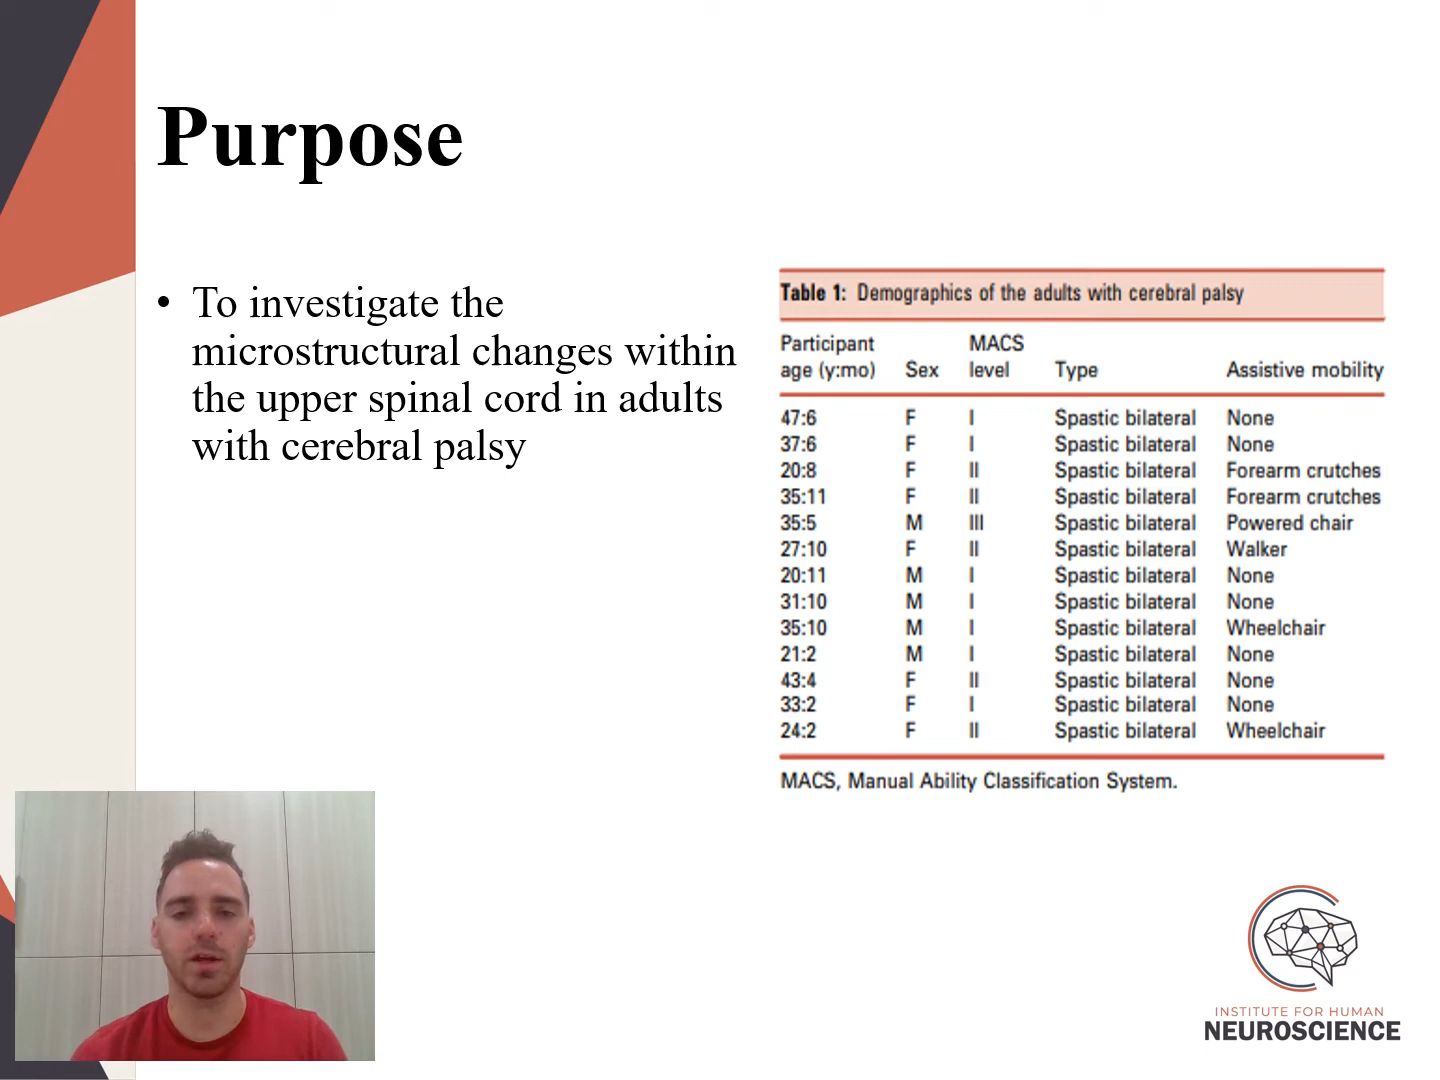 Purpose
• To investigate the
microstructural changes within
the upper spinal cord in adults
with cerebral palsy
Table 1: Demographics of the adults with cerebral palsy
Participant age (y:mo) Sex MACS level Type Assistive mobility
47:6 F I Spastic bilateral None
37:6 F I Spastic bilateral None
20:8 F II Spastic bilateral Forearm crutches
35:11 F II Spastic bilateral Forearm crutches
35:5 M III Spastic bilateral Powered chair
27:10 F II Spastic bilateral Walker
20:11 M I Spastic bilateral None
31:10 M I Spastic bilateral None
35:10 M I Spastic bilateral Wheelchair
21:2 M I Spastic bilateral None
43:4 F II Spastic bilateral None
33:2 F I Spastic bilateral None
24:2 F II Spastic bilateral Wheelchair
MACS, Manual Ability Classification System.
INSTITUTE FOR HUMAN
NEUROSCIENCE